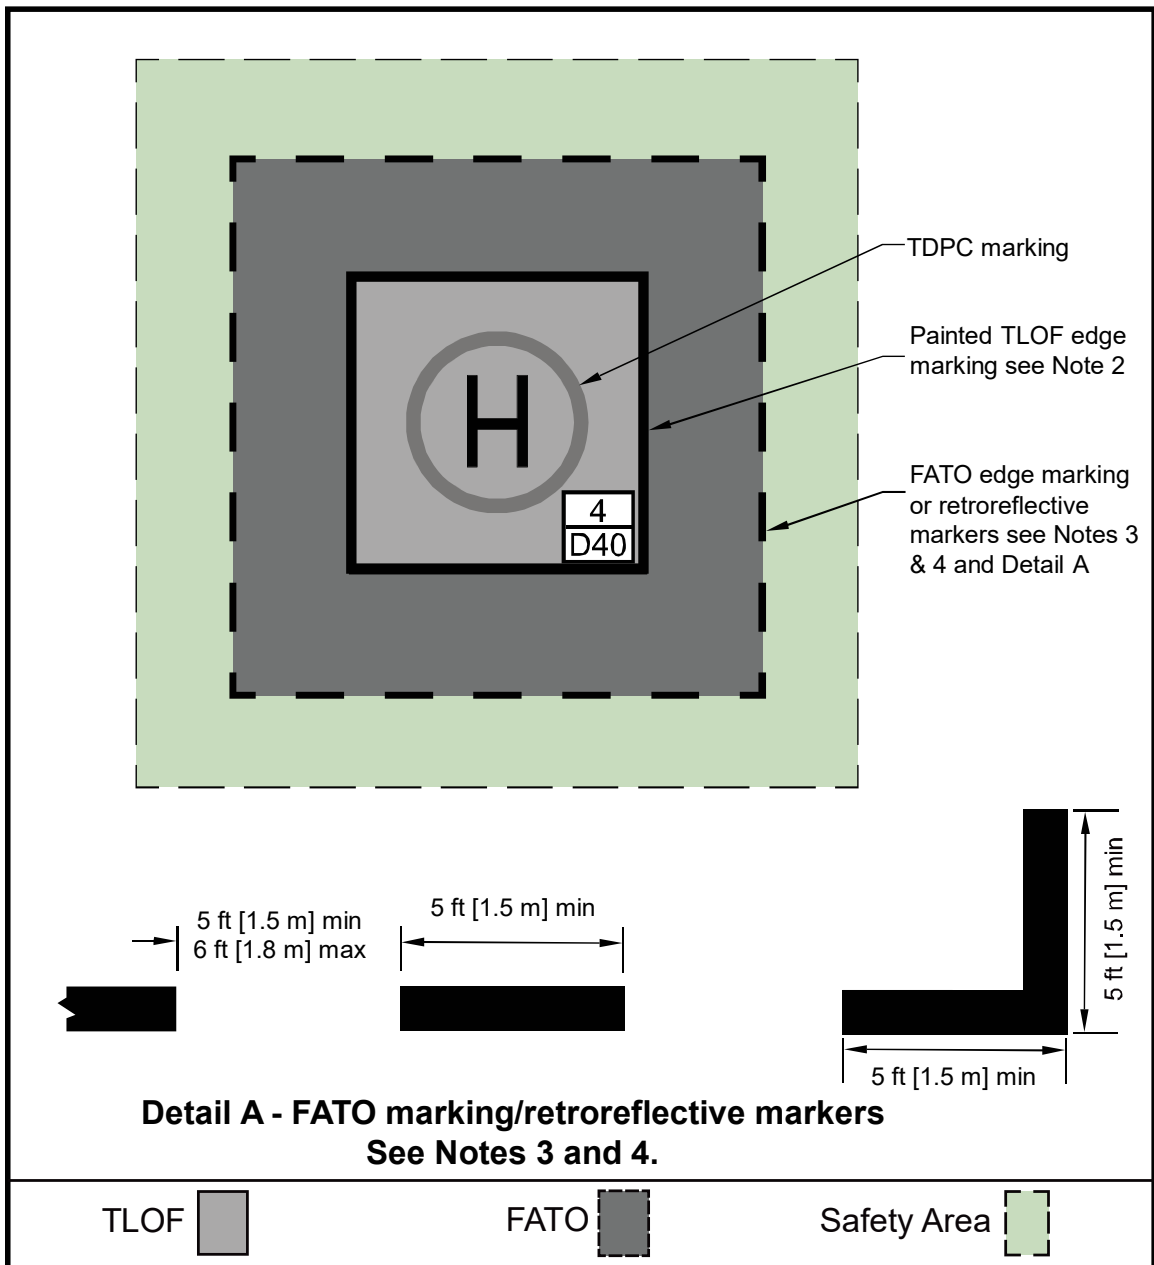 TDPC marking
Painted TLOF edge
marking see Note 2
H
FATO edge marking
or retroreflective
markers see Notes 3
& 4 and Detail A
4
D40
5 ft [1.5 m] min
6 ft [1.8 m] max
5 ft [1.5 m] min
5 ft [1.5 m] min
5 ft [1.5 m] min
Detail A - FATO marking/retroreflective markers
See Notes 3 and 4.
TLOF
FATO
Safety Area